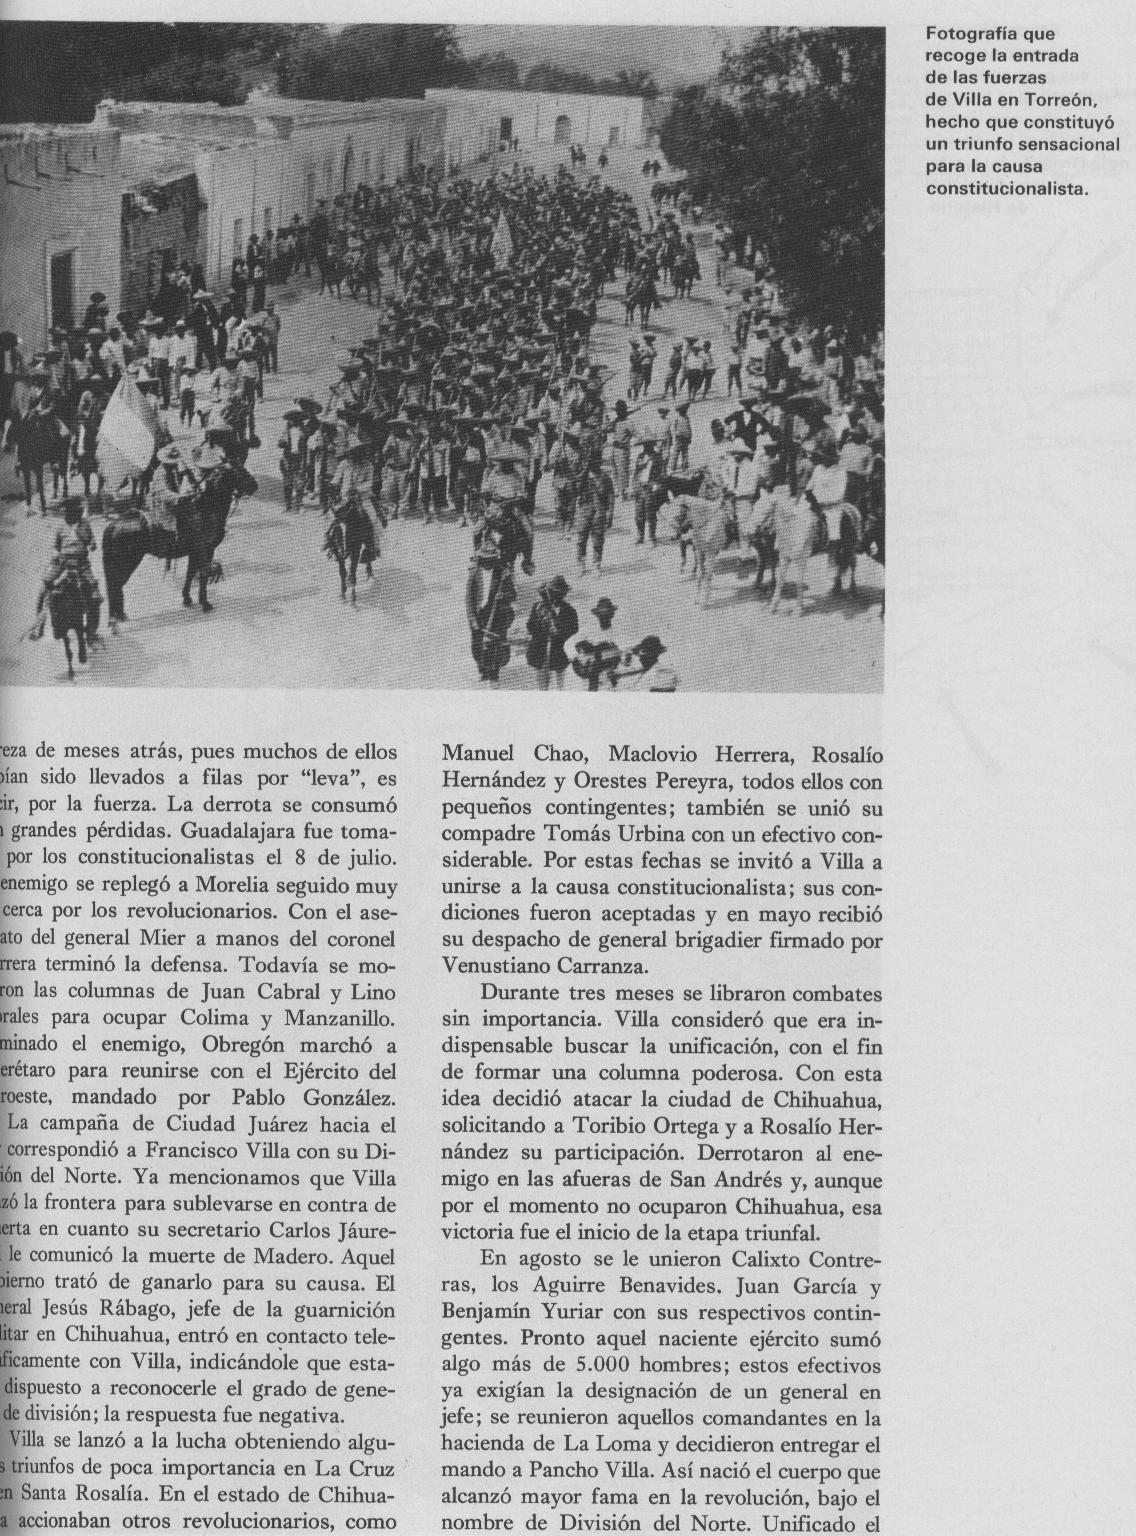 Fotografía que
recoge la entrada
de las fuerzas
de Villa en Torreón,
hecho que constituyó
un triunfo sensacional
para la causa
constitucionalista.
reza de meses atrás, pues muchos de ellos
bían sido llevados a filas por “leva”, es
cir, por la fuerza. La derrota se consumó
grandes pérdidas. Guadalajara fue toma-
por los constitucionalistas el 8 de julio.
enemigo se replegó a Morelia seguido muy
cerca por los revolucionarios. Con el ase-
ato del general Mier a manos del coronel
rrera terminó la defensa. Todavía se mo-
ron las columnas de Juan Cabral y Lino
orales para ocupar Colima y Manzanillo.
minado el enemigo, Obregón marchó a
erétaro para reunirse con el Ejército del
roeste, mandado por Pablo González.
La campaña de Ciudad Juárez hacia el
correspondió a Francisco Villa con su Di-
ión del Norte. Ya mencionamos que Villa
zó la frontera para sublevarse en contra de
erta en cuanto su secretario Carlos Jáure-
le comunicó la muerte de Madero. Aquel
bierno trató de ganarlo para su causa. El
neral Jesús Rábago, jefe de la guarnición
litar en Chihuahua, entró en contacto tele-
ficamente con Villa, indicándole que esta-
dispuesto a reconocerle el grado de gene-
de división; la respuesta fue negativa.
Villa se lanzó a la lucha obteniendo algu-
s triunfos de poca importancia en La Cruz
en Santa Rosalía. En el estado de Chihua-
a accionaban otros revolucionarios, como
Manuel Chao, Maclovio Herrera, Rosalío
Hernández y Orestes Pereyra, todos ellos con
pequeños contingentes; también se unió su
compadre Tomás Urbina con un efectivo con-
siderable. Por estas fechas se invitó a Villa a
unirse a la causa constitucionalista; sus con-
diciones fueron aceptadas y en mayo recibió
su despacho de general brigadier firmado por
Venustiano Carranza.
Durante tres meses se libraron combates
sin importancia. Villa consideró que era in-
dispensable buscar la unificación, con el fin
de formar una columna poderosa. Con esta
idea decidió atacar la ciudad de Chihuahua,
solicitando a Toribio Ortega y a Rosalío Her-
nández su participación. Derrotaron al ene-
migo en las afueras de San Andrés y, aunque
por el momento no ocuparon Chihuahua, esa
victoria fue el inicio de la etapa triunfal.
En agosto se le unieron Calixto Contre-
ras, los Aguirre Benavides, Juan García y
Benjamín Yuriar con sus respectivos contin-
gentes. Pronto aquel naciente ejército sumó
algo más de 5.000 hombres; estos efectivos
ya exigían la designación de un general en
jefe; se reunieron aquellos comandantes en la
hacienda de La Loma y decidieron entregar el
mando a Pancho Villa. Así nació el cuerpo que
alcanzó mayor fama en la revolución, bajo el
nombre de División del Norte. Unificado el